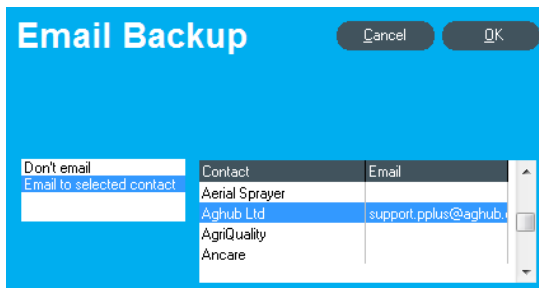 Email Backup
Cancel
OK
Don't email
Email to selected contact
Contact Email
Aerial Sprayer
Aghub Ltd support.pplus@aghub.
AgriQuality
Ancare